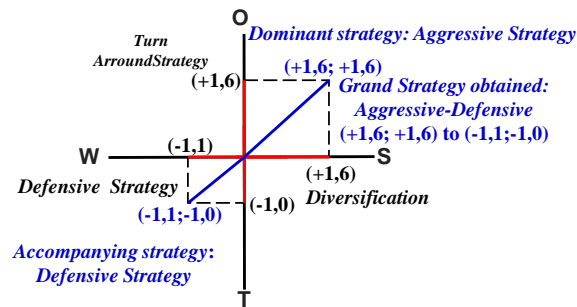 O
Turn
ArroundStrategy
Dominant strategy: Aggressive Strategy
(+1,6)
(+1,6; +1,6)
Grand Strategy obtained:
Aggressive-Defensive
(+1,6; +1,6) to (-1,1;-1,0)
W
(-1,1)
S
(+1,6)
Defensive Strategy
Diversification
(-1,1;-1,0)
(-1,0)
Accompanying strategy:
Defensive Strategy
T